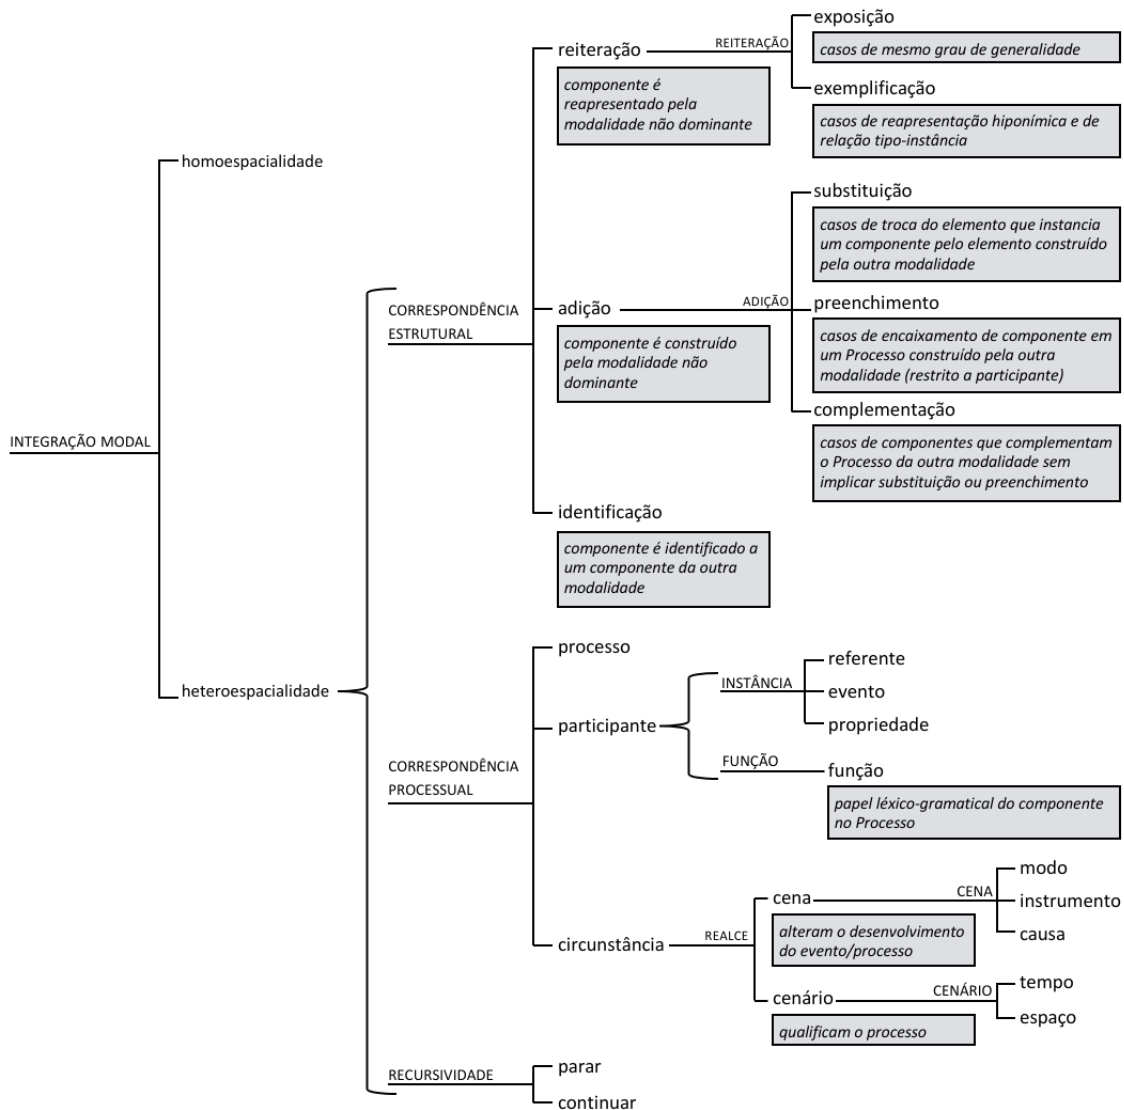 exposição
REITERAÇÃO
reiteração
casos de mesmo grau de generalidade
componente é
reapresentado pela
modalidade não dominante
exemplificação
casos de reapresentação hiponímica e de
relação tipo-instância
homoespacialidade
substituição
casos de troca do elemento que instancia
um componente pelo elemento construído
pela outra modalidade
CORRESPONDÊNCIA
ESTRUTURAL
adição
ADIÇÃO
componente é construído
pela modalidade não
dominante
preenchimento
casos de encaixamento de componente em
um Processo construído pela outra
modalidade (restrito a participante)
complementação
casos de componentes que complementam
o Processo da outra modalidade sem
implicar substituição ou preenchimento
INTEGRAÇÃO MODAL
identificação
componente é identificado a
um componente da outra
modalidade
processo
heteroespacialidade
participante
INSTÂNCIA
referente
evento
propriedade
FUNÇÃO
função
papel léxico-gramatical do componente
no Processo
CORRESPONDÊNCIA
PROCESSUAL
circunstância
REALCE
cena
alteram o desenvolvimento
do evento/processo
CENA
modo
instrumento
causa
cenário
qualificam o processo
CENÁRIO
tempo
espaço
RECURSIVIDADE
parar
continuar